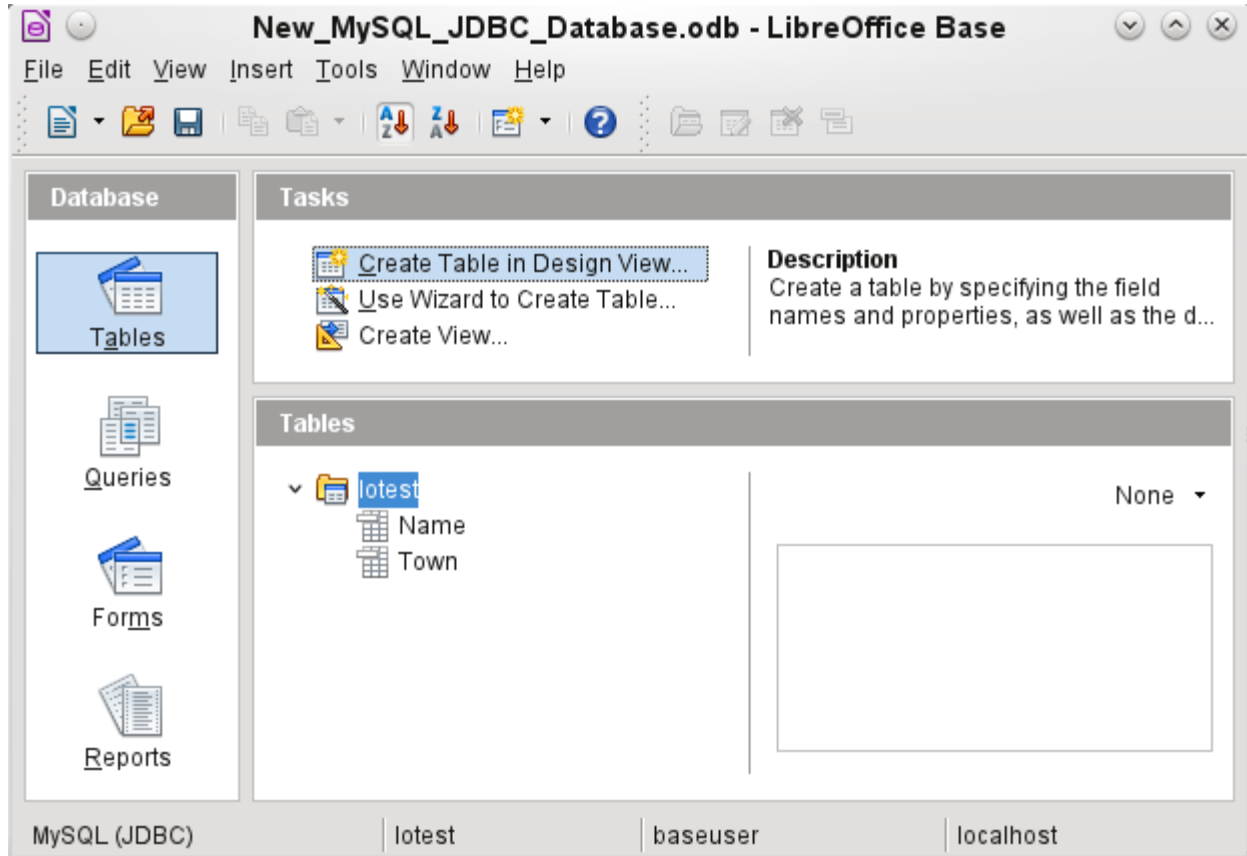 New_MySQL_JDBC_Database.odb - LibreOffice Base
File Edit View Insert Tools Window Help
Database
Tables
Queries
Forms
Reports
Tasks
Create Table in Design View...
Use Wizard to Create Table...
Create View...
Description
Create a table by specifying the field
names and properties, as well as the d...
Tables
lotest
Name
Town
None
MySQL (JDBC) lotest baseuser localhost